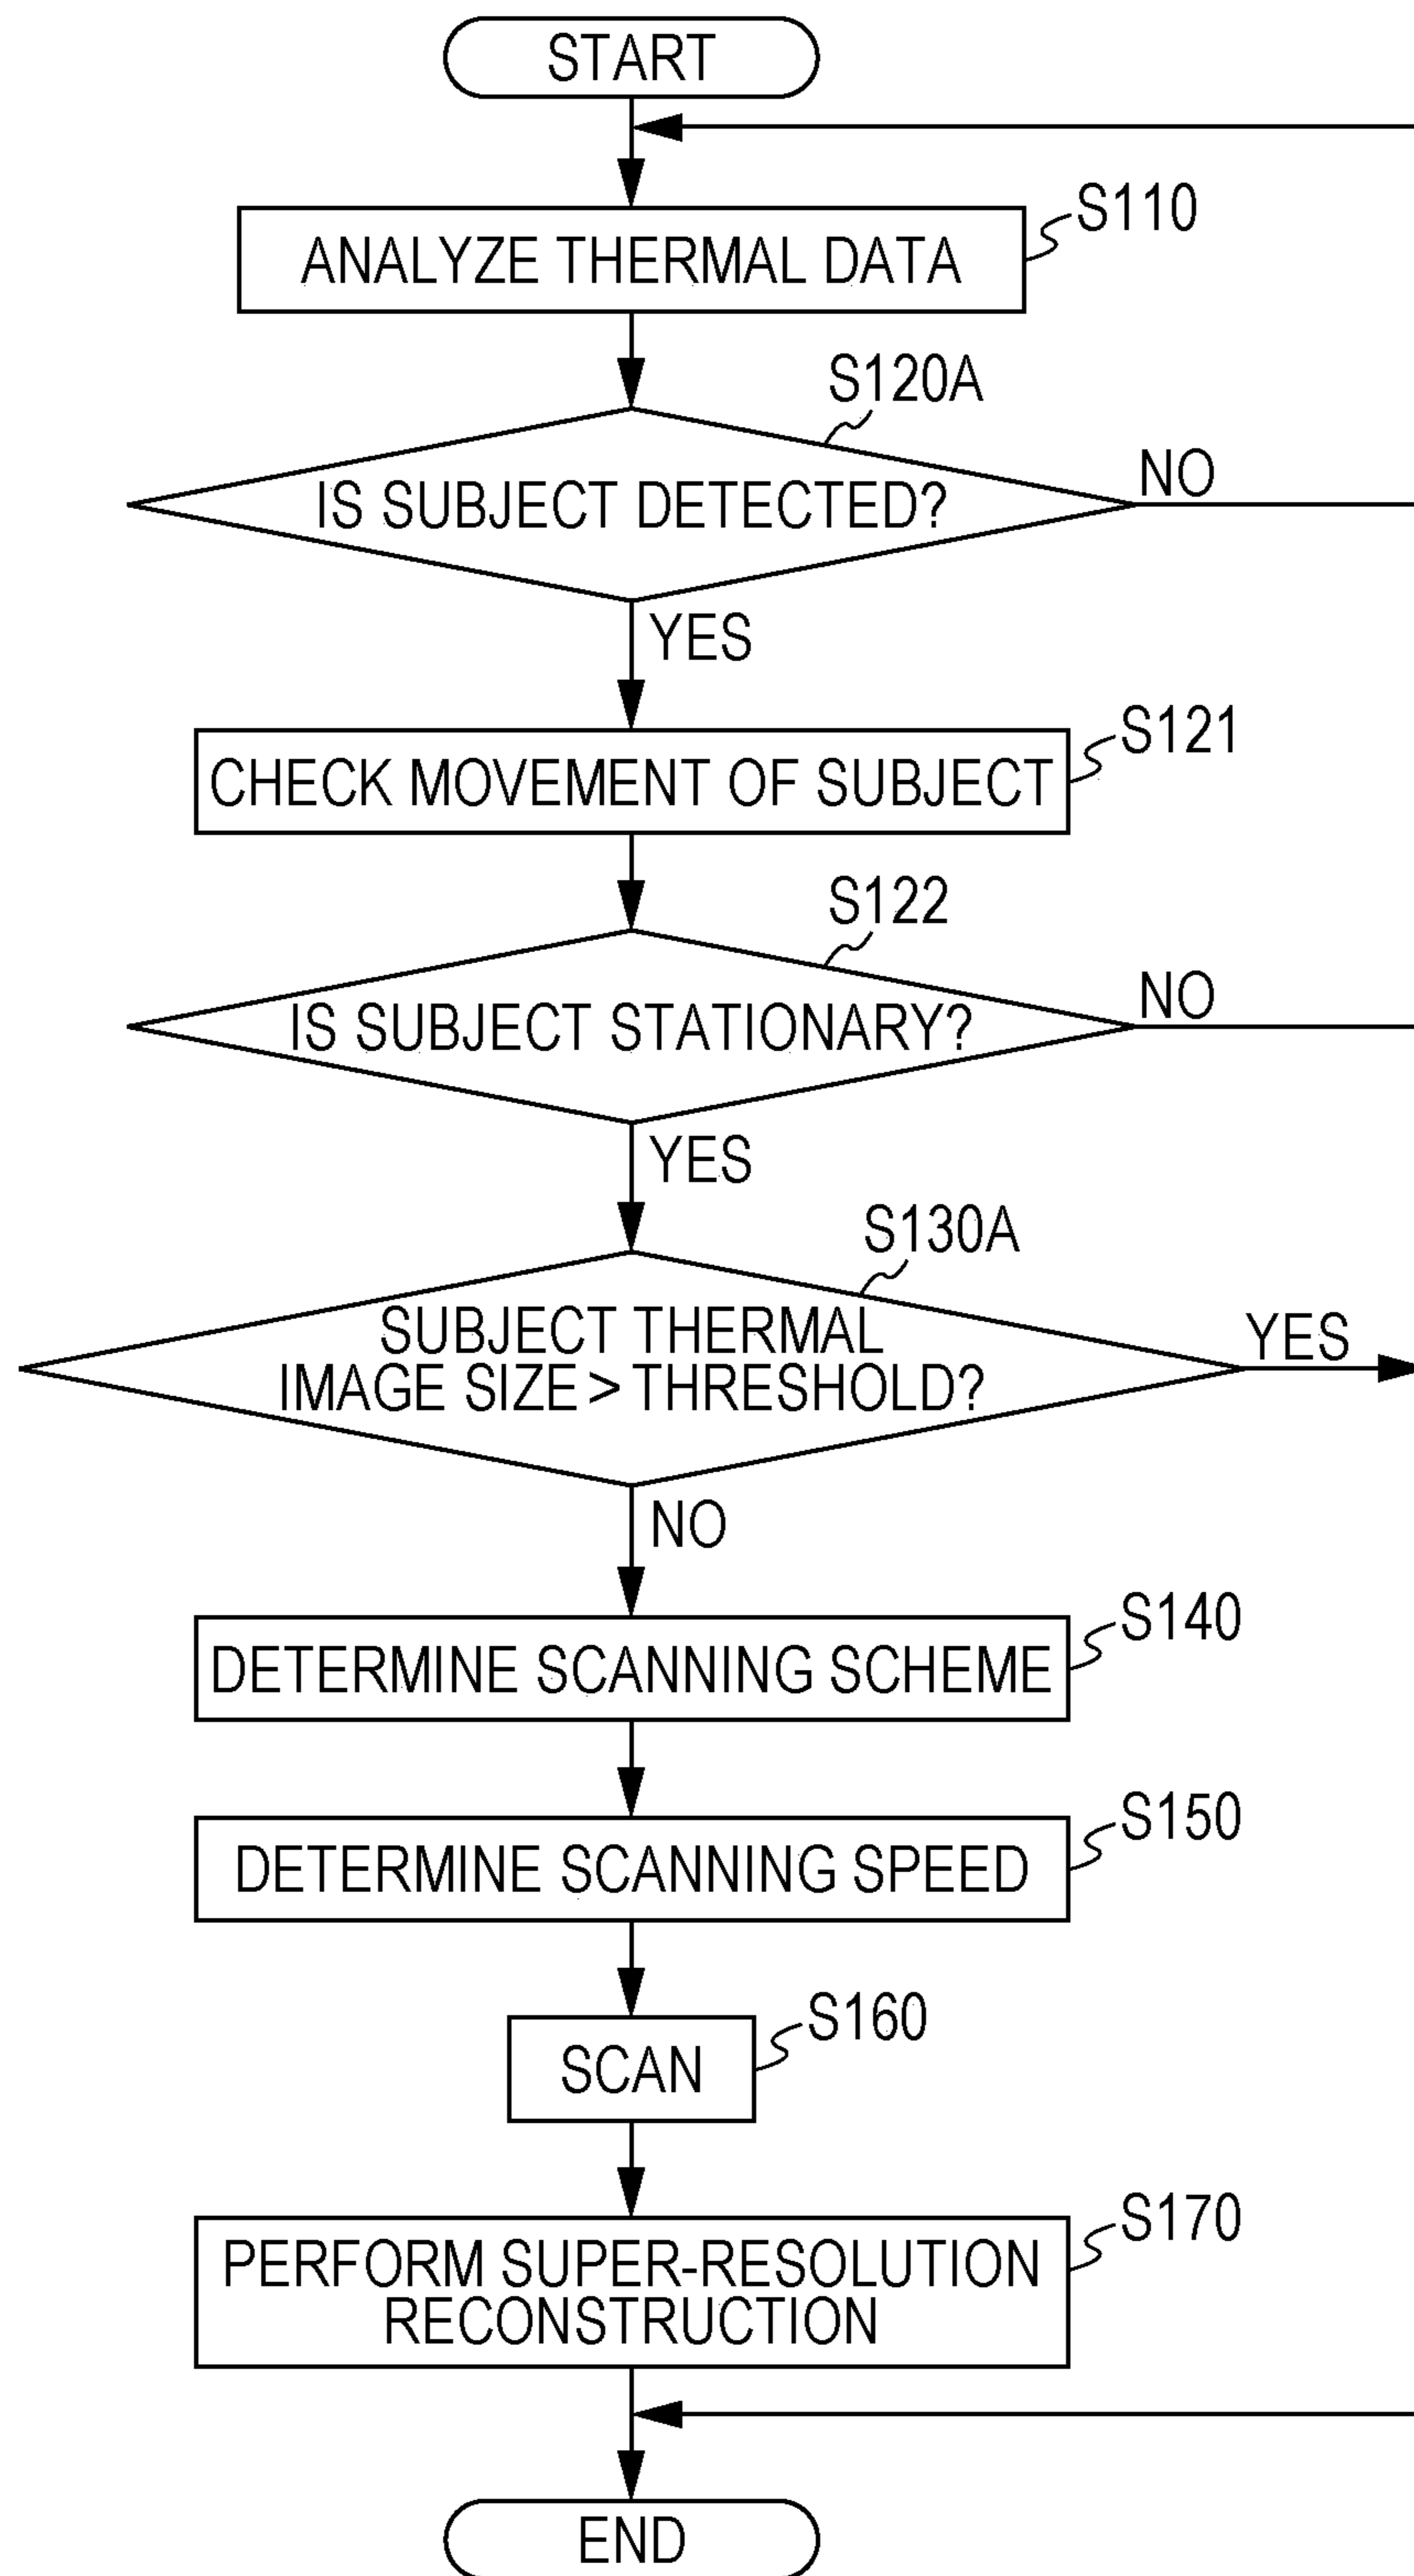 START
S110
ANALYZE THERMAL DATA
S120A
IS SUBJECT DETECTED?
NO
YES
S121
CHECK MOVEMENT OF SUBJECT
S122
IS SUBJECT STATIONARY?
NO
YES
S130A
SUBJECT THERMAL
IMAGE SIZE > THRESHOLD?
YES
NO
S140
DETERMINE SCANNING SCHEME
S150
DETERMINE SCANNING SPEED
S160
SCAN
S170
PERFORM SUPER-RESOLUTION
RECONSTRUCTION
END